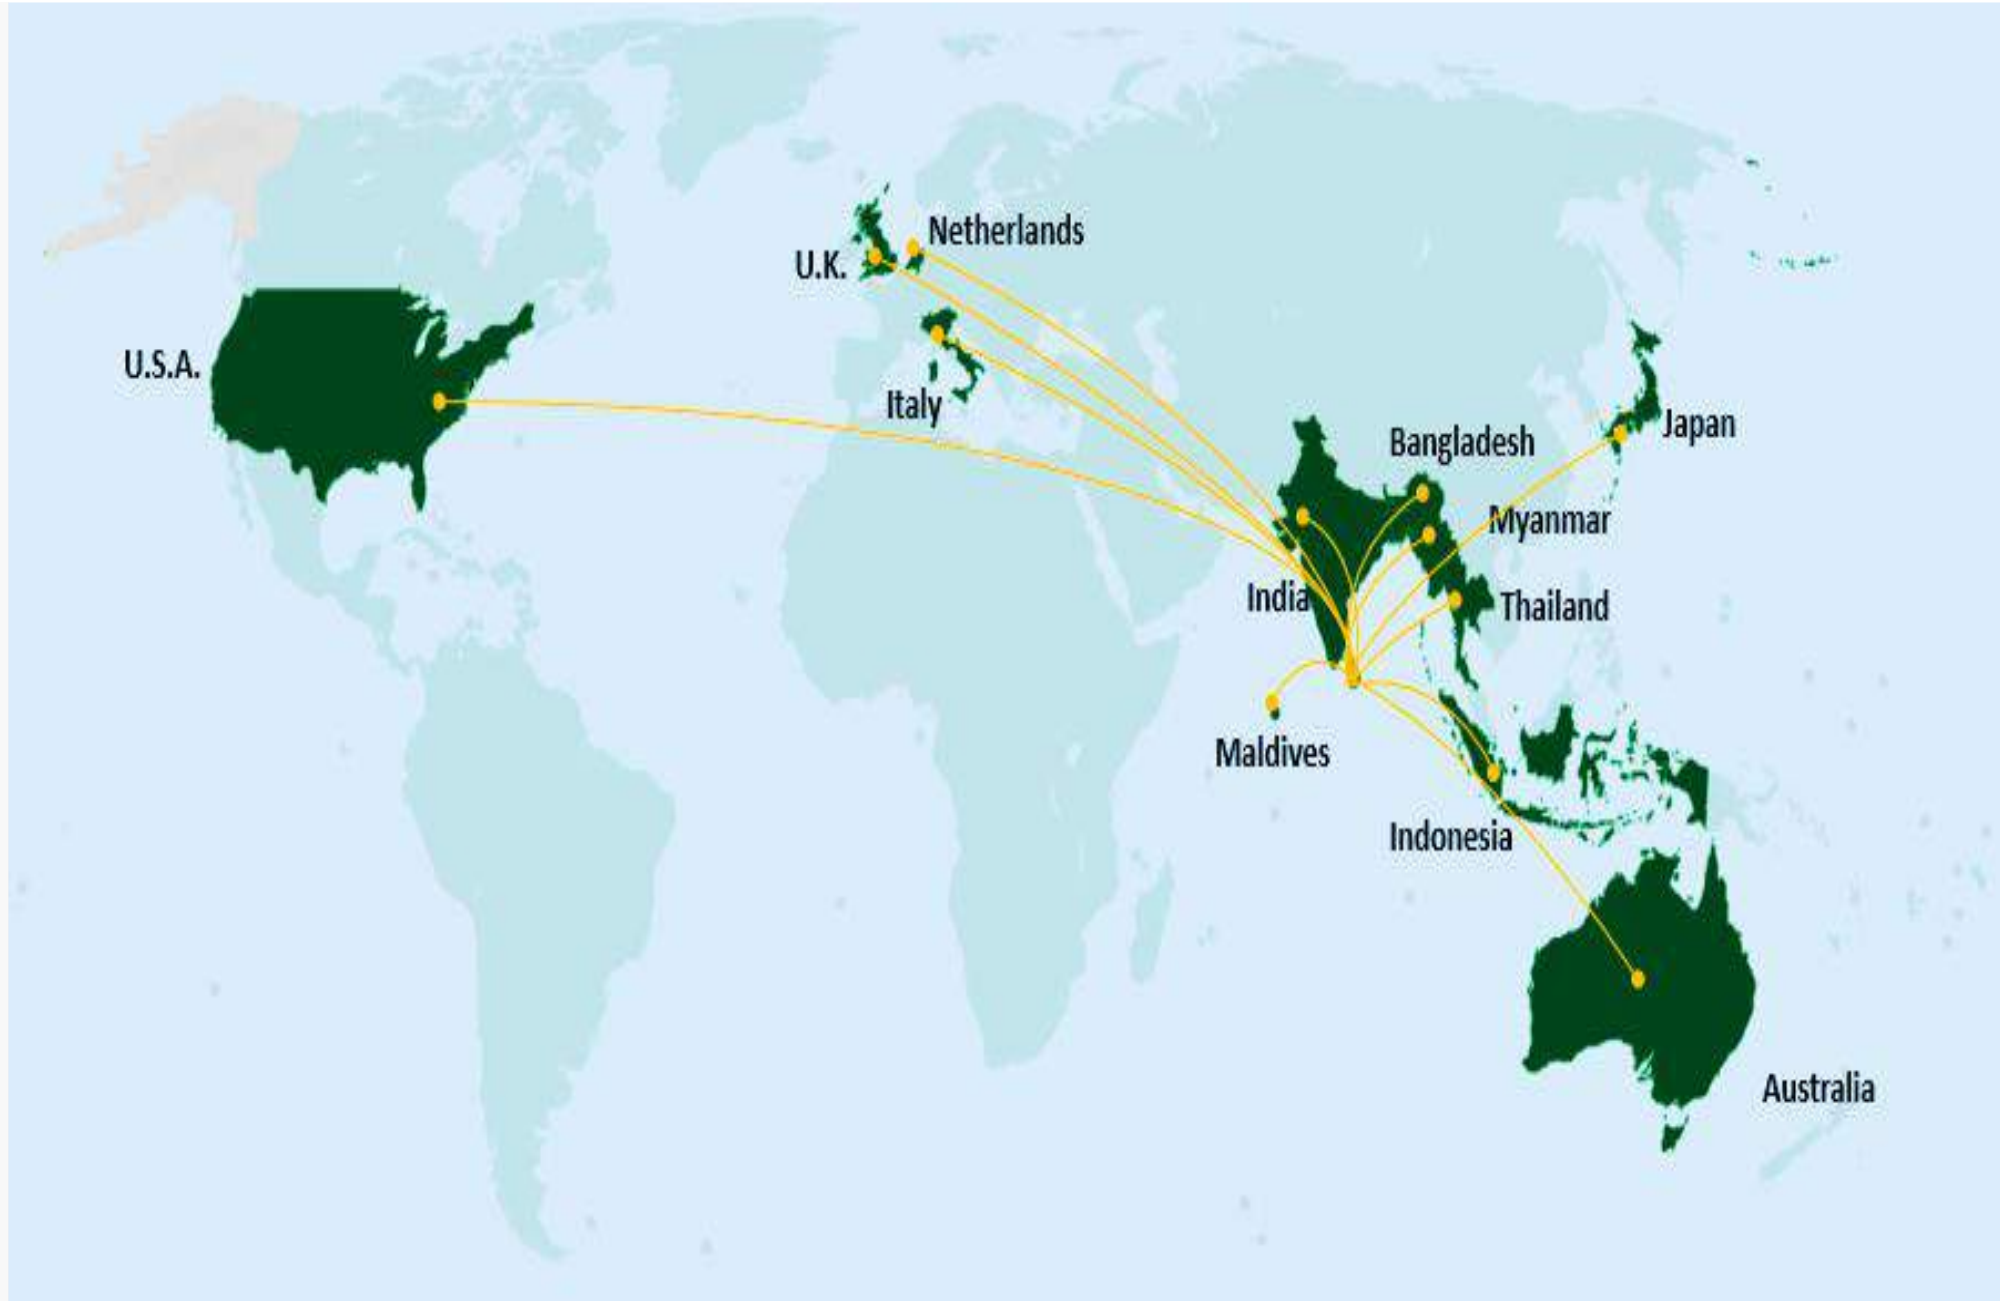 Netherlands
U.K.
U.S.A.
Italy
Japan
Bangladesh
Myanmar
India
Thailand
Maldives
Indonesia
Australia